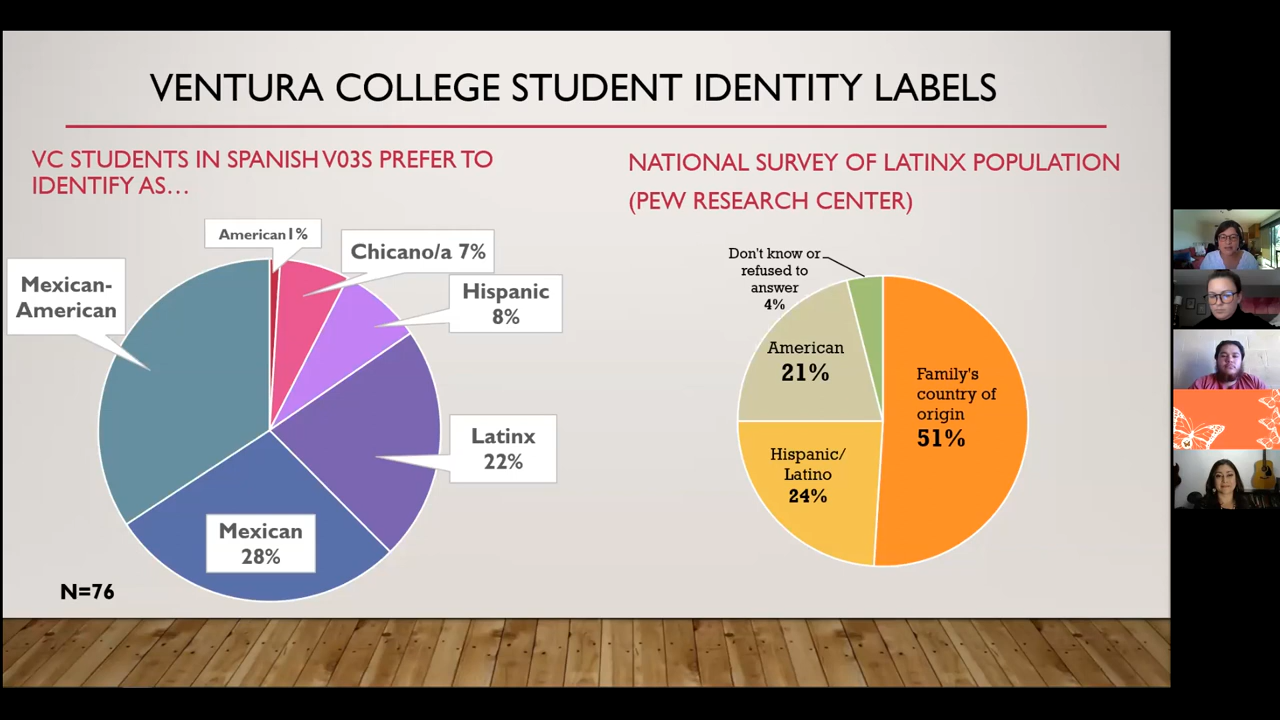 VENTURA COLLEGE STUDENT IDENTITY LABELS
VC STUDENTS IN SPANISH V03S PREFER TO
IDENTIFY AS...
American 1%
Chicano/a 7%
Hispanic
8%
Mexican-
American
Latinx
22%
Mexican
28%
N=76
NATIONAL SURVEY OF LATINX POPULATION
(PEW RESEARCH CENTER)
Don't know or
refused to
answer
4%
American
21%
Family's
country of
origin
51%
Hispanic/
Latino
24%